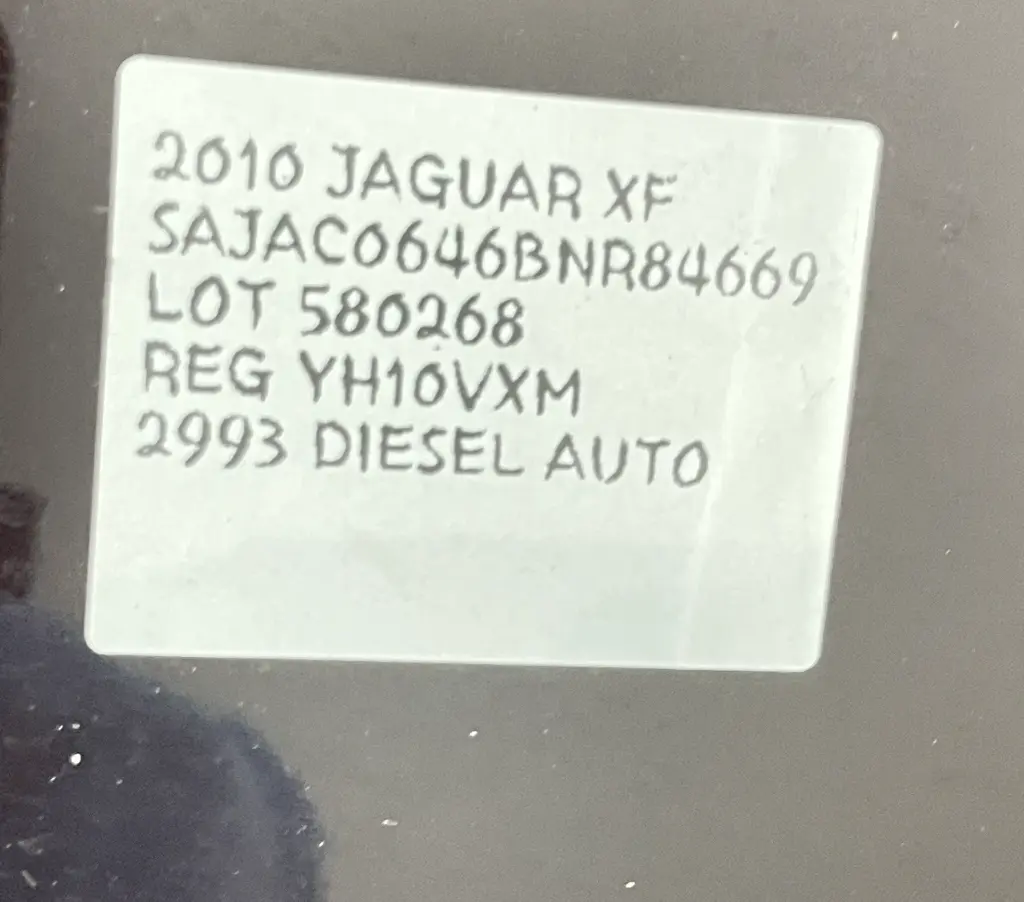 2010 JAGUAR XF
SAJAC0646BNR84669
LOT 580268
REG YH10VXM
2993 DIESEL AUTO